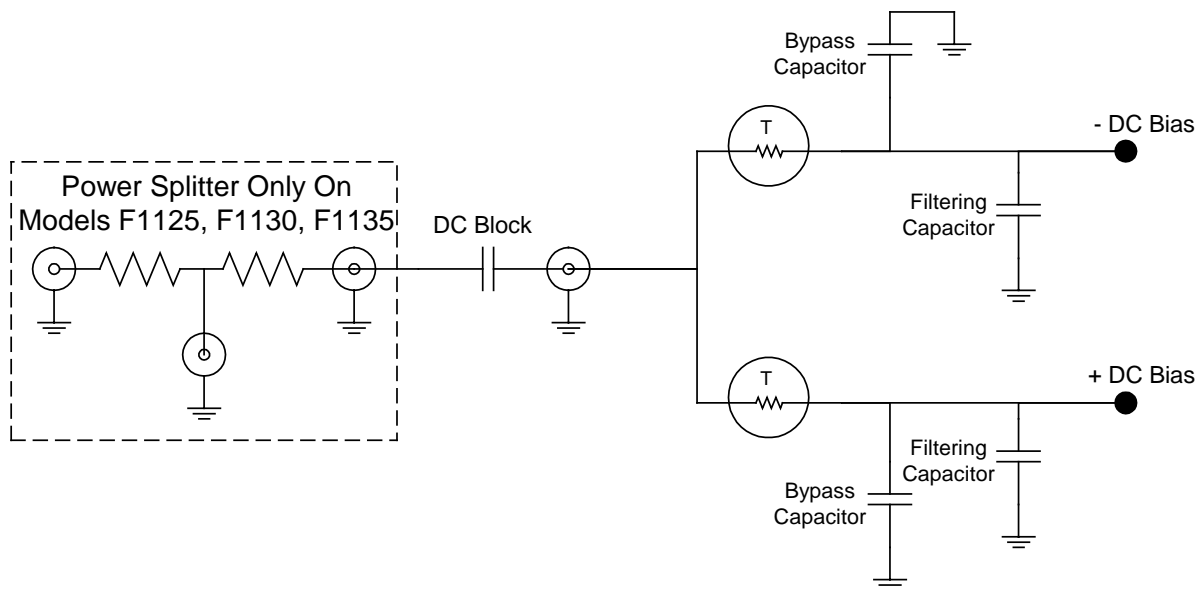 Bypass
Capacitor
T
- DC Bias
Power Splitter Only On
Models F1125, F1130, F1135
Filtering
Capacitor
DC Block
T
+ DC Bias
Filtering
Capacitor
Bypass
Capacitor